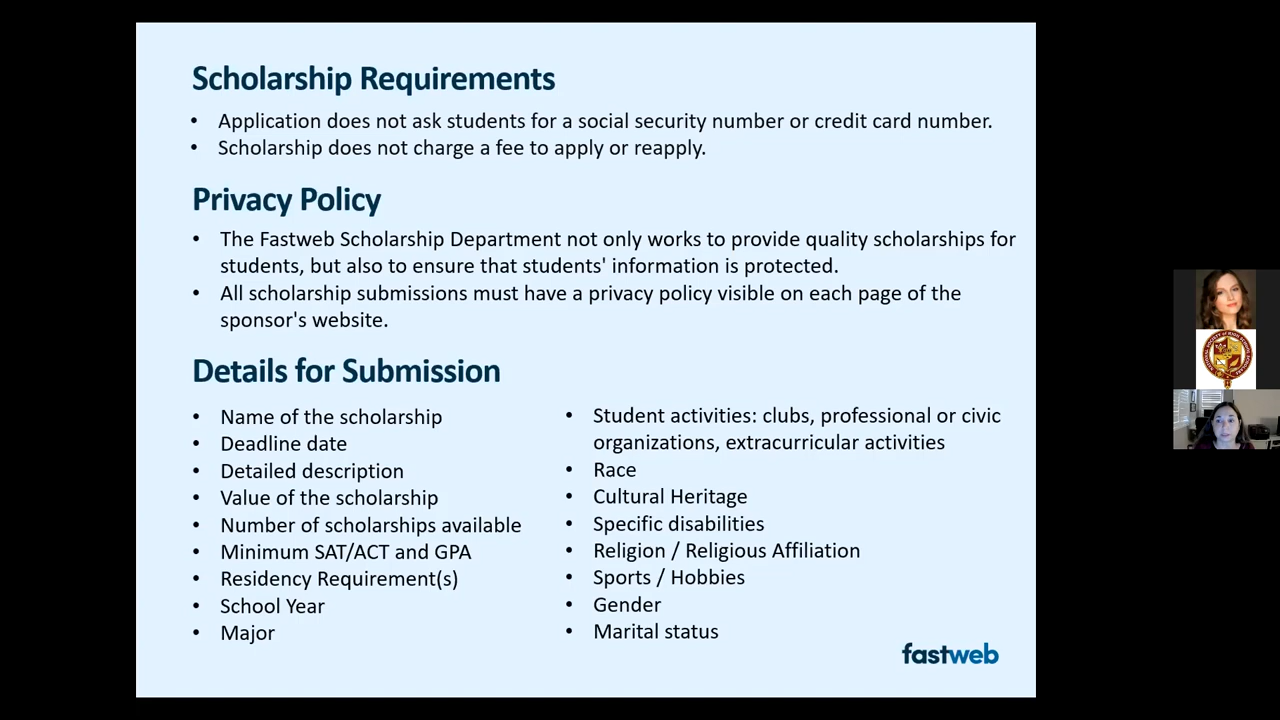 Scholarship Requirements
• Application does not ask students for a social security number or credit card number.
• Scholarship does not charge a fee to apply or reapply.
Privacy Policy
• The Fastweb Scholarship Department not only works to provide quality scholarships for
students, but also to ensure that students' information is protected.
• All scholarship submissions must have a privacy policy visible on each page of the
sponsor's website.
Details for Submission
• Name of the scholarship
• Deadline date
• Detailed description
• Value of the scholarship
• Number of scholarships available
• Minimum SAT/ACT and GPA
• Residency Requirement(s)
• School Year
• Major
• Student activities: clubs, professional or civic
organizations, extracurricular activities
• Race
• Cultural Heritage
• Specific disabilities
• Religion / Religious Affiliation
• Sports / Hobbies
• Gender
• Marital status
fastweb